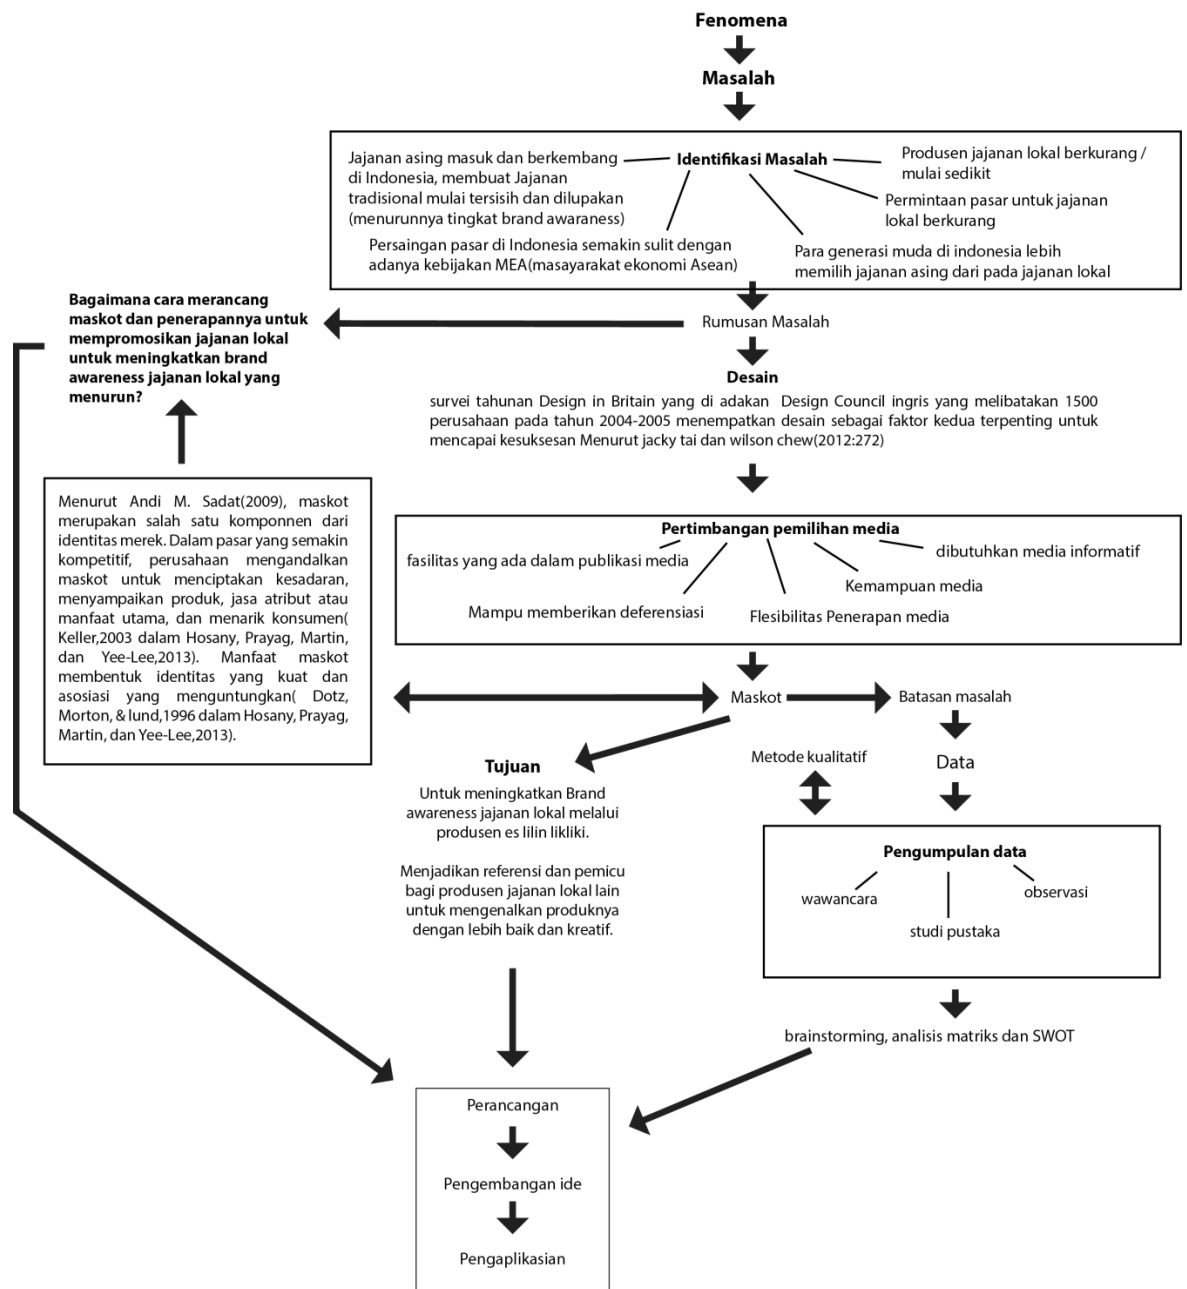 Fenomena
Masalah
Identifikasi Masalah
Jajanan asing masuk dan berkembang
di Indonesia, membuat Jajanan
tradisional mulai tersisih dan dilupakan
(menurunnya tingkat brand awaraness)
Persaingan pasar di Indonesia semakin sulit dengan
adanya kebijakan MEA(masayarakat ekonomi Asean)
Produsen jajanan lokal berkurang /
mulai sedikit
Permintaan pasar untuk jajanan
lokal berkurang
Para generasi muda di indonesia lebih
memilih jajanan asing dari pada jajanan lokal
Rumusan Masalah
Bagaimana cara merancang
maskot dan penerapannya untuk
mempromosikan jajanan lokal
untuk meningkatkan brand
awareness jajanan lokal yang
menurun?
Desain
survei tahunan Design in Britain yang di adakan Design Council ingris yang melibatakan 1500
perusahaan pada tahun 2004-2005 menempatkan desain sebagai faktor kedua terpenting untuk
mencapai kesuksesan Menurut jacky tai dan wilson chew(2012:272)
Menurut Andi M. Sadat(2009), maskot
merupakan salah satu komponnen dari
identitas merek. Dalam pasar yang semakin
kompetitif, perusahaan mengandalkan
maskot untuk menciptakan kesadaran,
menyampaikan produk, jasa atribut atau
manfaat utama, dan menarik konsumen(
Keller,2003 dalam Hosany, Prayag, Martin,
dan Yee-Lee,2013). Manfaat maskot
membentuk identitas yang kuat dan
asosiasi yang menguntungkan( Dotz,
Morton, & lund,1996 dalam Hosany, Prayag,
Martin, dan Yee-Lee,2013).
Pertimbangan pemilihan media
fasilitas yang ada dalam publikasi media
Mampu memberikan deferensiasi
Flesibilitas Penerapan media
Kemampuan media
dibutuhkan media informatif
Maskot
Batasan masalah
Tujuan
Untuk meningkatkan Brand
awareness jajanan lokal melalui
produsen es lilin likliki.
Menjadikan referensi dan pemicu
bagi produsen jajanan lokal lain
untuk mengenalkan produknya
dengan lebih baik dan kreatif.
Metode kualitatif
Data
Pengumpulan data
wawancara
studi pustaka
observasi
brainstorming, analisis matriks dan SWOT
Perancangan
Pengembangan ide
Pengaplikasian